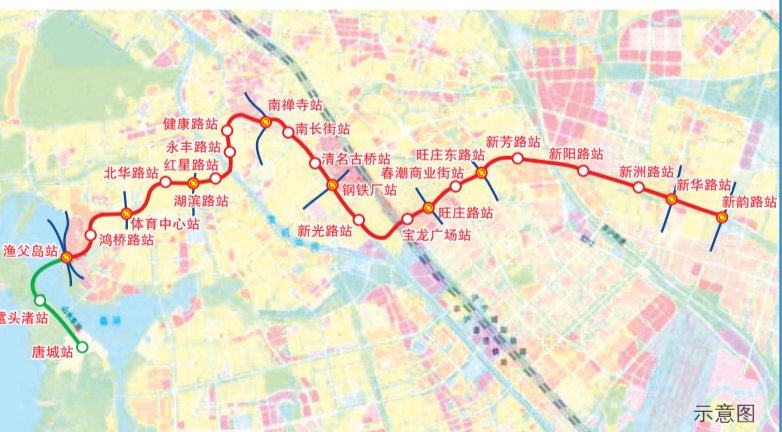 南禅寺站
健康路站
南长街站
永丰路站
红星路站
清名古桥站
旺庄东路站
新芳路站
新阳路站
北华路站
春潮商业街站
新洲路站
钢铁厂站
新华路站
湖滨路站
新韵路站
体育中心站
旺庄路站
新光路站
宝龙广场站
鸿桥路站
渔父岛站
鼋头渚站
唐城站
示意图